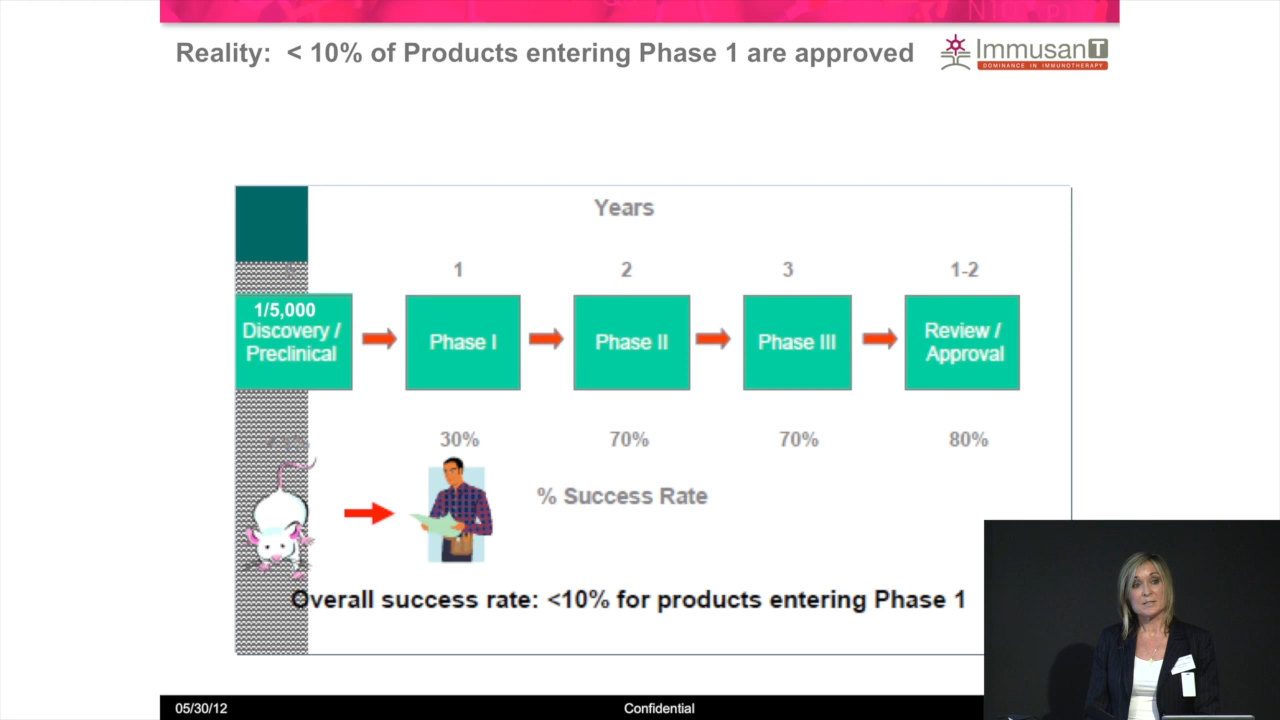 Reality: < 10% of Products entering Phase 1 are approved
ImmusanT
DOMINANCE IN IMMUNOTHERAPY
Years
1 2 3 1-2
1/5,000
Discovery /
Preclinical
Phase I
Phase II
Phase III
Review /
Approval
30% 70% 70% 80%
% Success Rate
Overall success rate: <10% for products entering Phase 1
05/30/12 Confidential